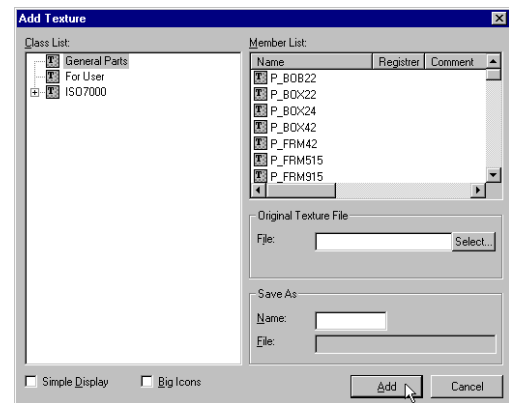 Add Texture
Class List:
General Parts
For User
ISO7000
Member List:
Name Registrer Comment
P_BOB22
P_BOX22
P_BOX24
P_BOX42
P_FRM42
P_FRM515
P_FRM915
Original Texture File
File:
Select...
Save As
Name:
File:
Simple Display Big Icons
Add Cancel